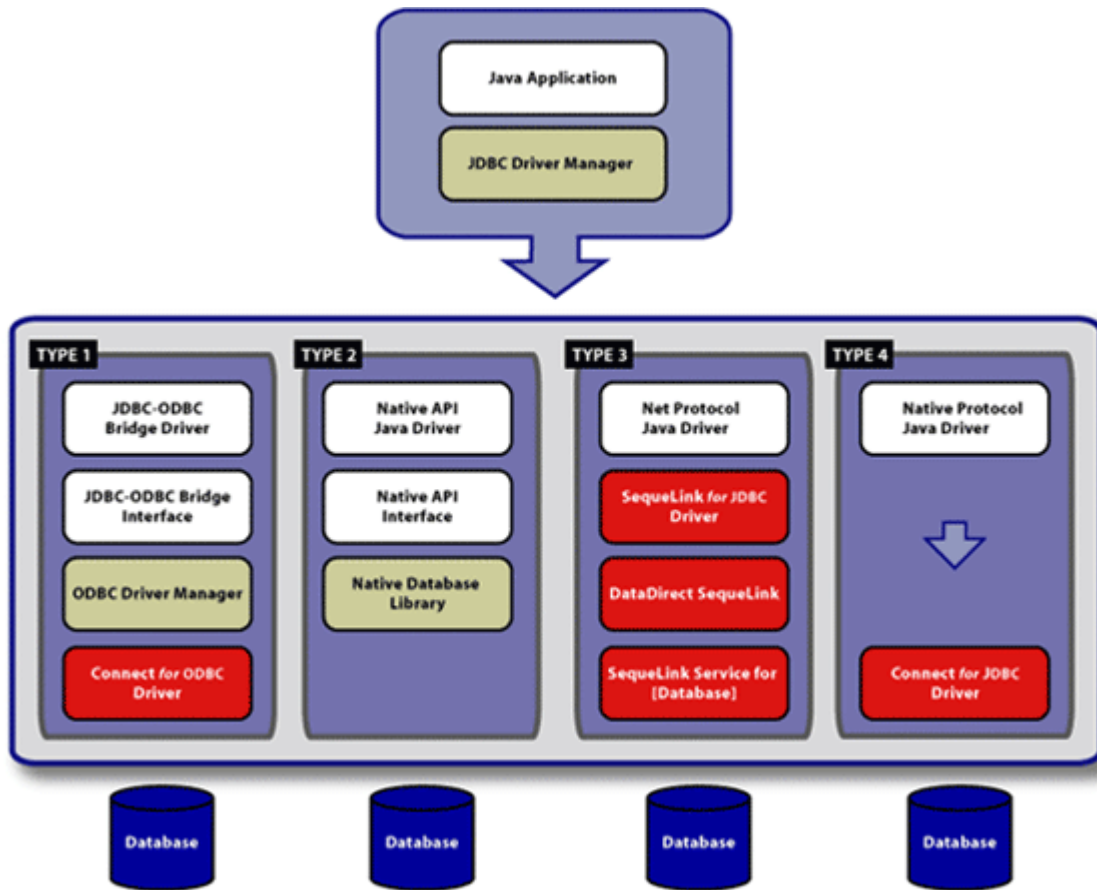 Java Application
JDBC Driver Manager
TYPE 1
JDBC-ODBC
Bridge Driver
JDBC-ODBC Bridge
Interface
ODBC Driver Manager
Connect for ODBC
Driver
TYPE 2
Native API
Java Driver
Native API
Interface
Native Database
Library
TYPE 3
Net Protocol
Java Driver
SequeLink for JDBC
Driver
DataDirect SequeLink
SequeLink Service for
[Database]
TYPE 4
Native Protocol
Java Driver
Connect for JDBC
Driver
Database
Database
Database
Database